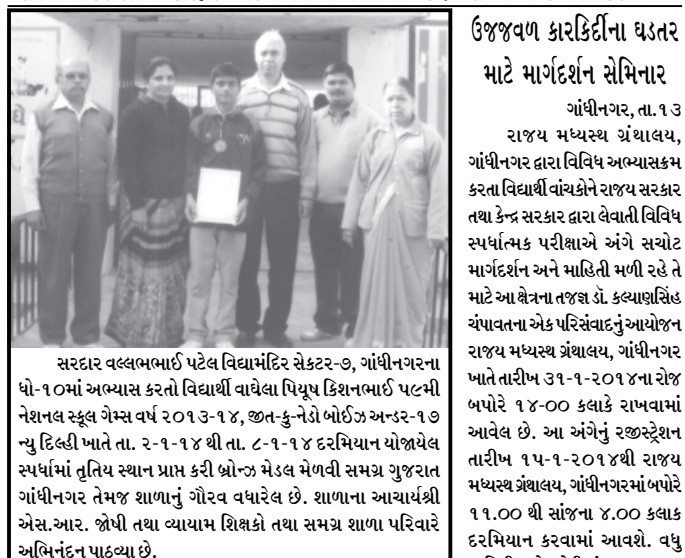 સરદાર વલ્લભભાઈ પટેલ વિદ્યામંદિર સેક્ટર-૭, ગાંધીનગરના
ધો-૧૦માં અભ્યાસ કરતો વિદ્યાર્થી વાઘેલા પિયૂષ કિશનભાઈ ૫૯મી
નેશનલ સ્કૂલ ગેમ્સ વર્ષ ૨૦૧૩-૧૪, જીત-કુ-નેડો બોઈઝ અન્ડર-૧૭
ન્યુ દિલ્હી ખાતે તા. ૨-૧-૧૪ થી તા. ૮-૧-૧૪ દરમિયાન યોજાયેલ
સ્પર્ધામાં તૃતિય સ્થાન પ્રાપ્ત કરી બ્રોન્ઝ મેડલ મેળવી સમગ્ર ગુજરાત
ગાંધીનગર તેમજ શાળાનું ગૌરવ વધારેલ છે. શાળાના આચાર્યશ્રી
એસ.આર. જોષી તથા વ્યાયામ શિક્ષકો તથા સમગ્ર શાળા પરિવારે
અભિનંદન પાઠવ્યા છે.
ઉજજવળ કારકિર્દીના ઘડતર
માટે માર્ગદર્શન સેમિનાર
ગાંધીનગર, તા.૧૩
રાજય મધ્યસ્થ ગ્રંથાલય,
ગાંધીનગર દ્વારા વિવિધ અભ્યાસક્રમ
કરતા વિદ્યાર્થી વાંચકોને રાજય સરકાર
તથા કેન્દ્ર સરકાર દ્વારા લેવાતી વિવિધ
સ્પર્ધાત્મક પરીક્ષાએ અંગે સચોટ
માર્ગદર્શન અને માહિતી મળી રહે તે
માટે આ ક્ષેત્રના તજજ્ઞ ડૉ. કલ્યાણસિંહ
ચંપાવતના એક પરિસંવાદનું આયોજન
રાજય મધ્યસ્થ ગ્રંથાલય, ગાંધીનગર
ખાતે તારીખ ૩૧-૧-૨૦૧૪ના રોજ
બપોરે ૧૪-૦૦ કલાકે રાખવામાં
આવેલ છે. આ અંગેનું રજીસ્ટ્રેશન
તારીખ ૧૫-૧-૨૦૧૪થી રાજય
મધ્યસ્થ ગ્રંથાલય, ગાંધીનગરમાં બપોરે
૧૧.૦૦ થી સાંજના ૪.૦૦ કલાક
દરમિયાન કરવામાં આવશે. વધુ